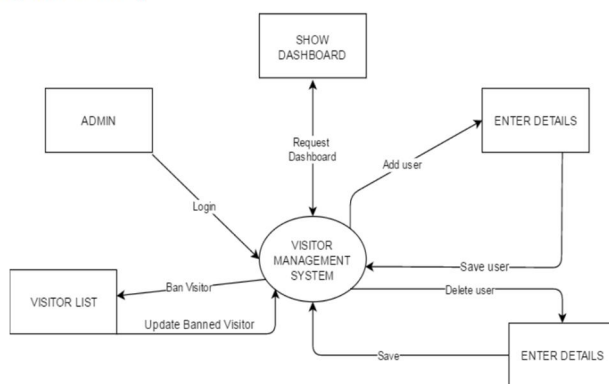 SHOW
DASHBOARD
ADMIN
ENTER DETAILS
Request
Dashboard
Add user
Login
VISITOR
MANAGEMENT
SYSTEM
Save user
Ban Visitor
Delete user
VISITOR LIST
Update Banned Visitor
Save
ENTER DETAILS